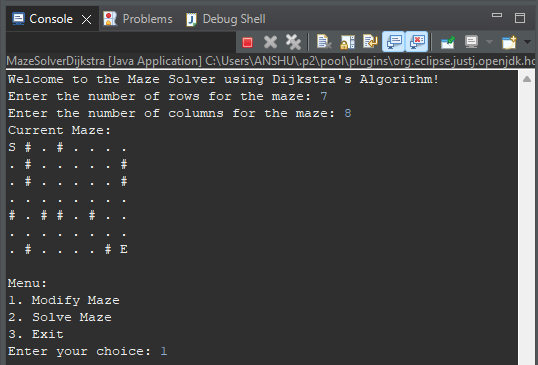 Console Problems Debug Shell
MazeSolverDijkstra [Java Application] C:\Users\ANSHU\.p2\pool\plugins\org.eclipse.justj.openjdk.ho
Welcome to the Maze Solver using Dijkstra's Algorithm!
Enter the number of rows for the maze: 7
Enter the number of columns for the maze: 8
Current Maze:
S # . # . . . .
. # . . . . . #
. # . . . . . #
. . . . . . . .
# . # # . # . .
. . . . . . . .
. # . . . . # E
Menu:
1. Modify Maze
2. Solve Maze
3. Exit
Enter your choice: 1